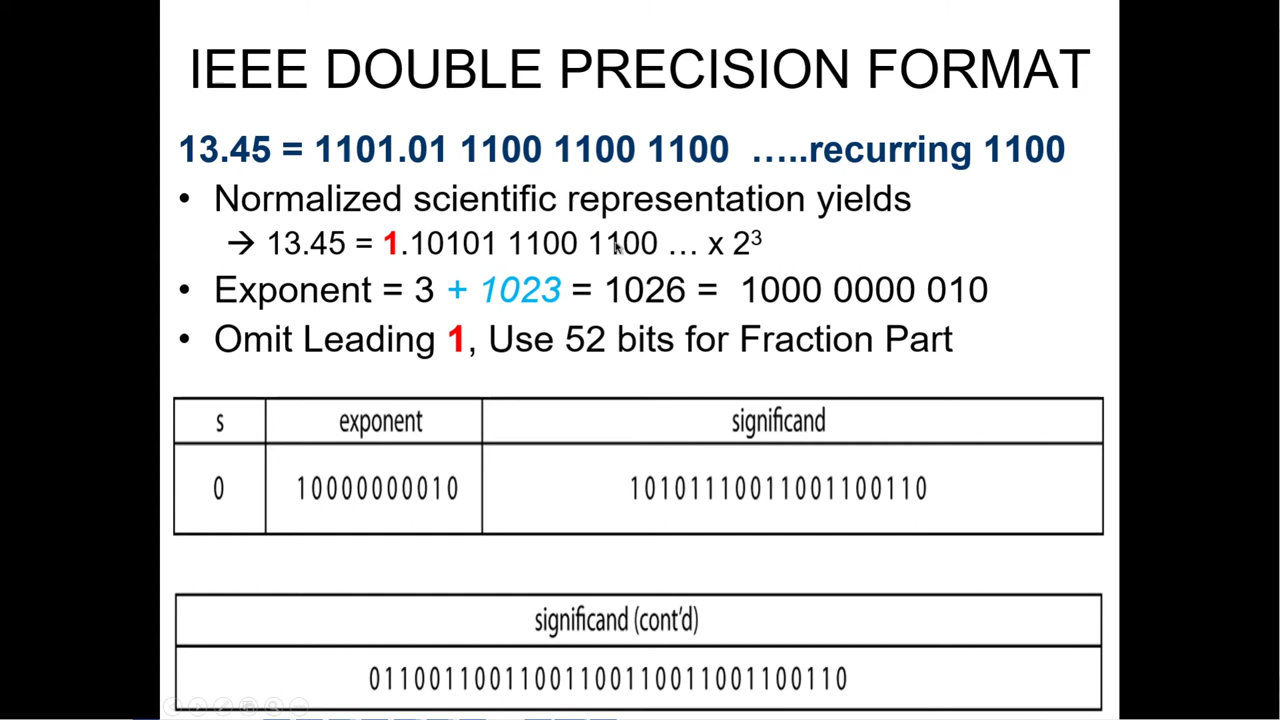 IEEE DOUBLE PRECISION FORMAT
13.45 = 1101.01 1100 1100 1100 …..recurring 1100
• Normalized scientific representation yields
→ 13.45 = 1.10101 1100 1100 … x 2³
• Exponent = 3 + 1023 = 1026 = 1000 0000 010
• Omit Leading 1, Use 52 bits for Fraction Part
s exponent significand
0 10000000010 10101110011001100110
significand (cont'd)
01100110011001100110011001100110